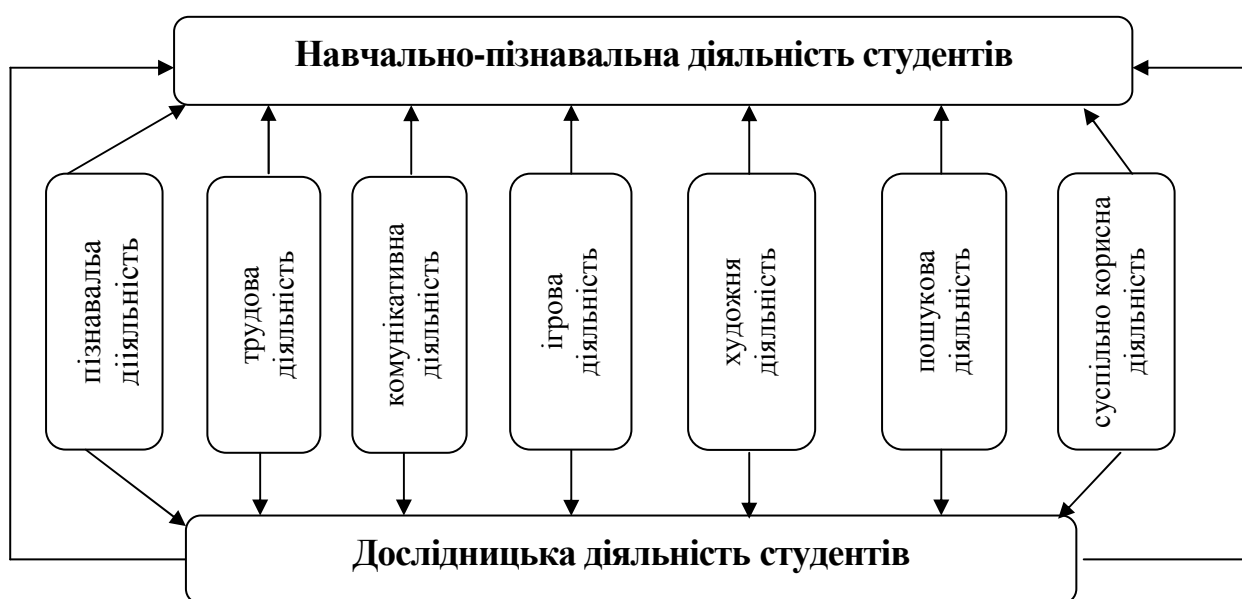 Навчально-пізнавальна діяльність студентів
пізнавальа
дііяльність
трудова
діяльність
комунікативна
діяльність
ігрова
діяльність
художня
діяльність
пошукова
діяльність
суспільно корисна
діяльність
Дослідницька діяльність студентів